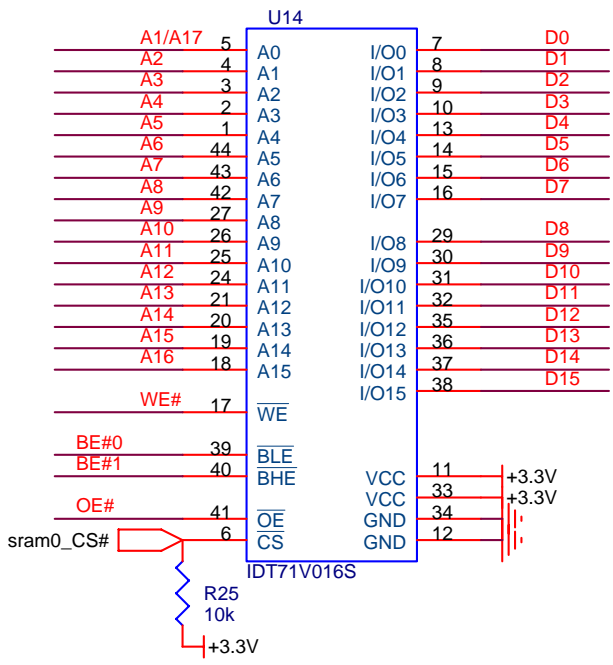 U14
A1/A17 5 A0 I/O0 7 D0
A2 4 A1 I/O1 8 D1
A3 3 A2 I/O2 9 D2
A4 2 A3 I/O3 10 D3
A5 1 A4 I/O4 13 D4
A6 44 A5 I/O5 14 D5
A7 43 A6 I/O6 15 D6
A8 42 A7 I/O7 16 D7
A9 27 A8
A10 26 A9 I/O8 29 D8
A11 25 A10 I/O9 30 D9
A12 24 A11 I/O10 31 D10
A13 21 A12 I/O11 32 D11
A14 20 A13 I/O12 35 D12
A15 19 A14 I/O13 36 D13
A16 18 A15 I/O14 37 D14
I/O15 38 D15
WE# 17 WE
BE#0 39 BLE
BE#1 40 BHE VCC 11 +3.3V
VCC 33 +3.3V
OE# 41 OE GND 34
sram0_CS# 6 CS GND 12
IDT71V016S
R25
10k
+3.3V